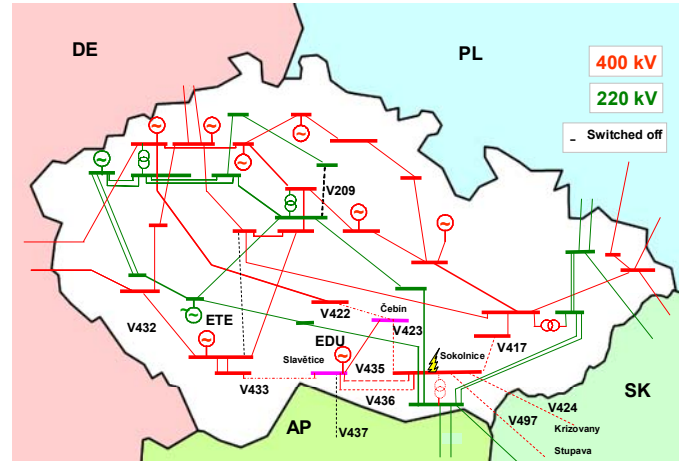 DE
PL
400 kV
220 kV
- Switched off
V209
ETE
V422
Čebín
V423
V432
EDU
V417
Slavětice
Sokolnice
V433
V435
V436
V424
SK
AP
V437
V497
Krizovany
Stupava